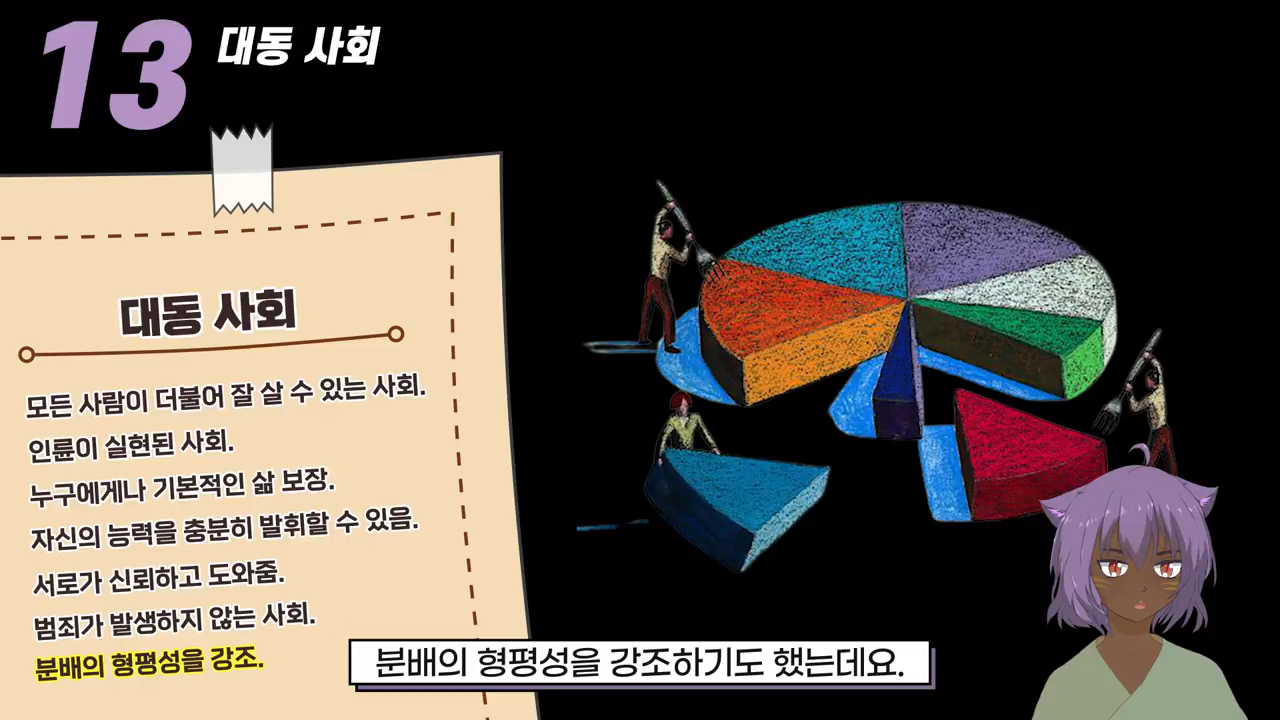 13 대동 사회
대동 사회
모든 사람이 더불어 잘 살 수 있는 사회.
인륜이 실현된 사회.
누구에게나 기본적인 삶 보장.
자신의 능력을 충분히 발휘할 수 있음.
서로가 신뢰하고 도와줌.
범죄가 발생하지 않는 사회.
분배의 형평성을 강조.
분배의 형평성을 강조하기도 했는데요.